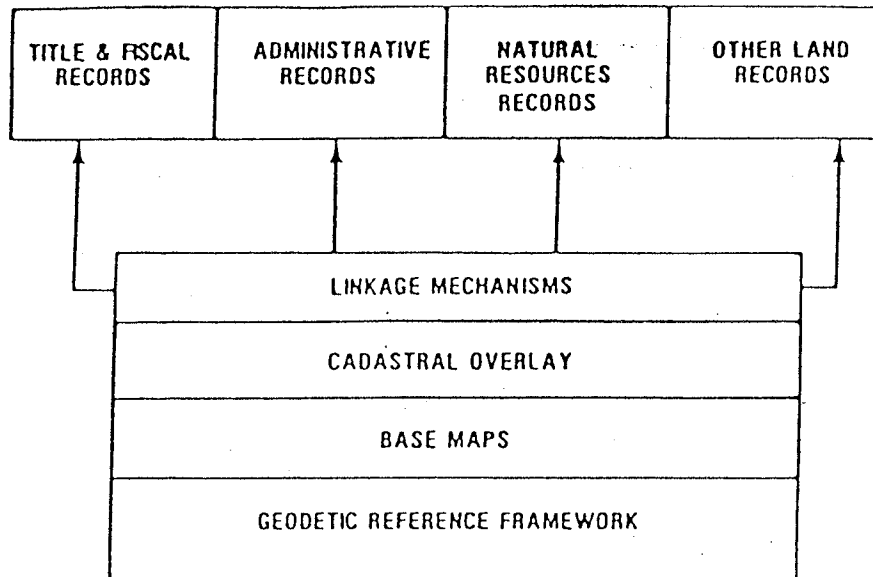 TITLE & FISCAL
RECORDS
ADMINISTRATIVE
RECORDS
NATURAL
RESOURCES
RECORDS
OTHER LAND
RECORDS
LINKAGE MECHANISMS
CADASTRAL OVERLAY
BASE MAPS
GEODETIC REFERENCE FRAMEWORK